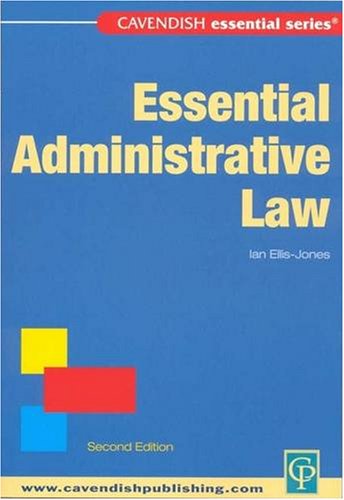 CAVENDISH essential series®
Essential
Administrative
Law
Ian Ellis-Jones
Second Edition
www.cavendishpublishing.com
CP